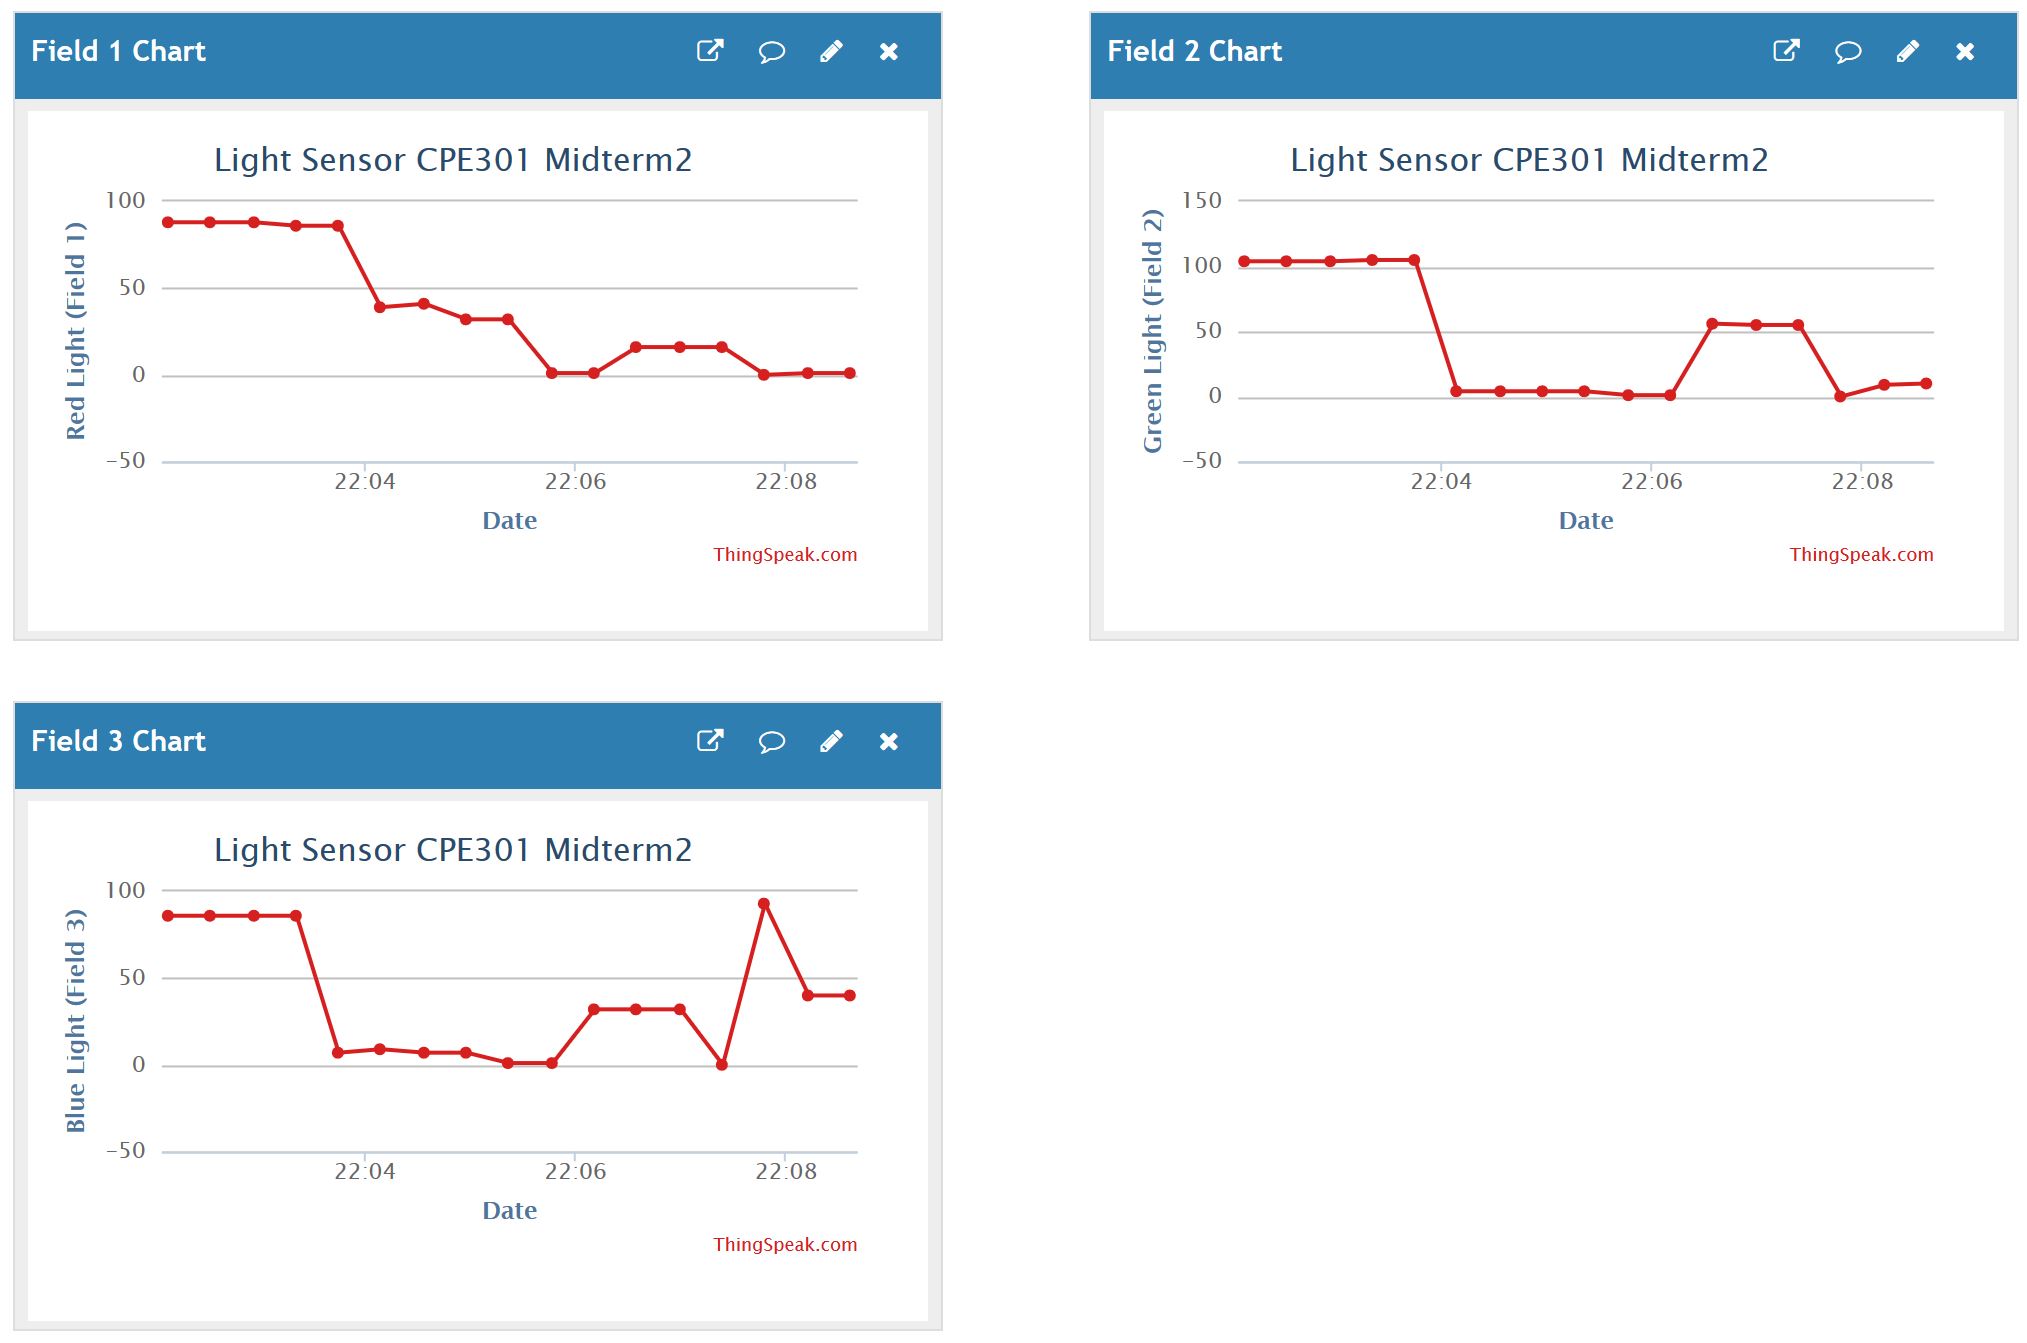 Field 1 Chart
Light Sensor CPE301 Midterm2
Red Light (Field 1)
100
50
0
-50
22:04 22:06 22:08
Date
ThingSpeak.com
Field 2 Chart
Light Sensor CPE301 Midterm2
Green Light (Field 2)
150
100
50
0
-50
22:04 22:06 22:08
Date
ThingSpeak.com
Field 3 Chart
Light Sensor CPE301 Midterm2
Blue Light (Field 3)
100
50
0
-50
22:04 22:06 22:08
Date
ThingSpeak.com